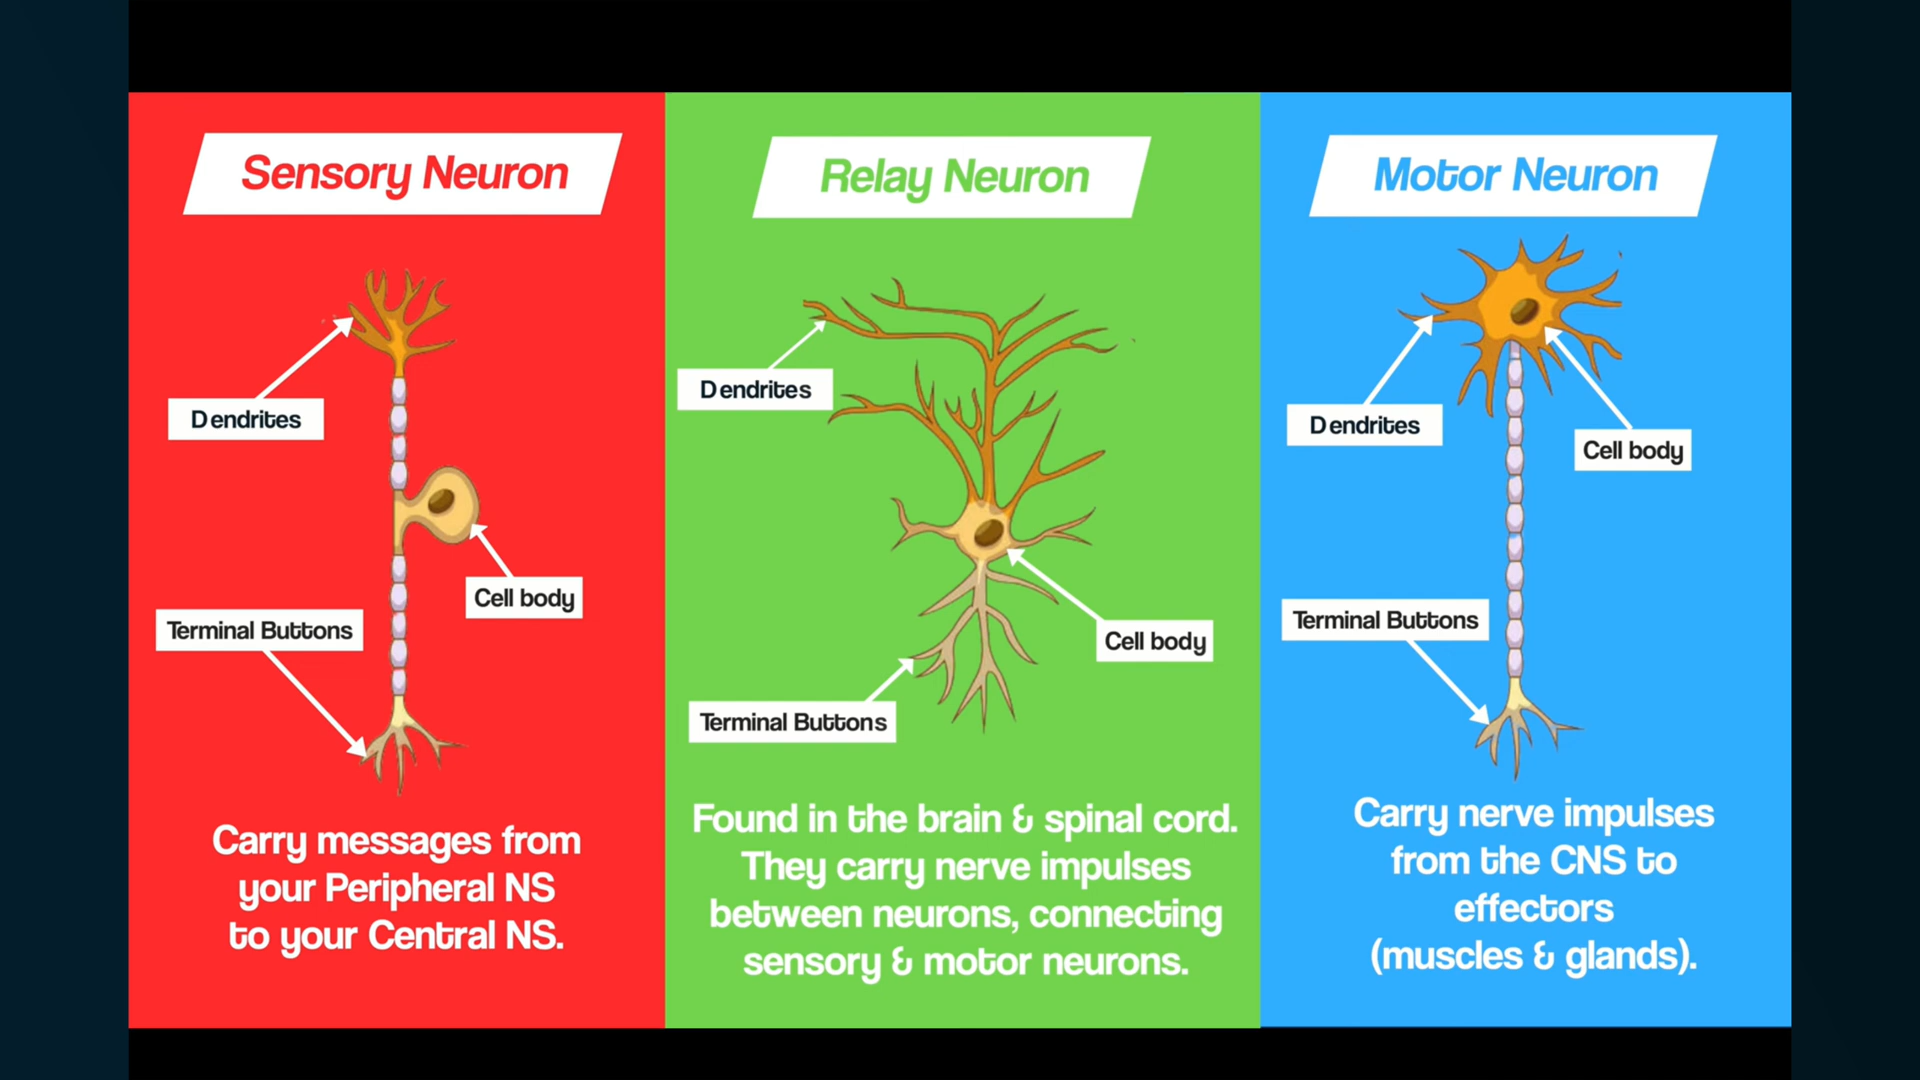 Sensory Neuron
Dendrites
Cell body
Terminal Buttons
Carry messages from
your Peripheral NS
to your Central NS.
Relay Neuron
Dendrites
Cell body
Terminal Buttons
Found in the brain & spinal cord.
They carry nerve impulses
between neurons, connecting
sensory & motor neurons.
Motor Neuron
Dendrites
Cell body
Terminal Buttons
Carry nerve impulses
from the CNS to
effectors
(muscles & glands).